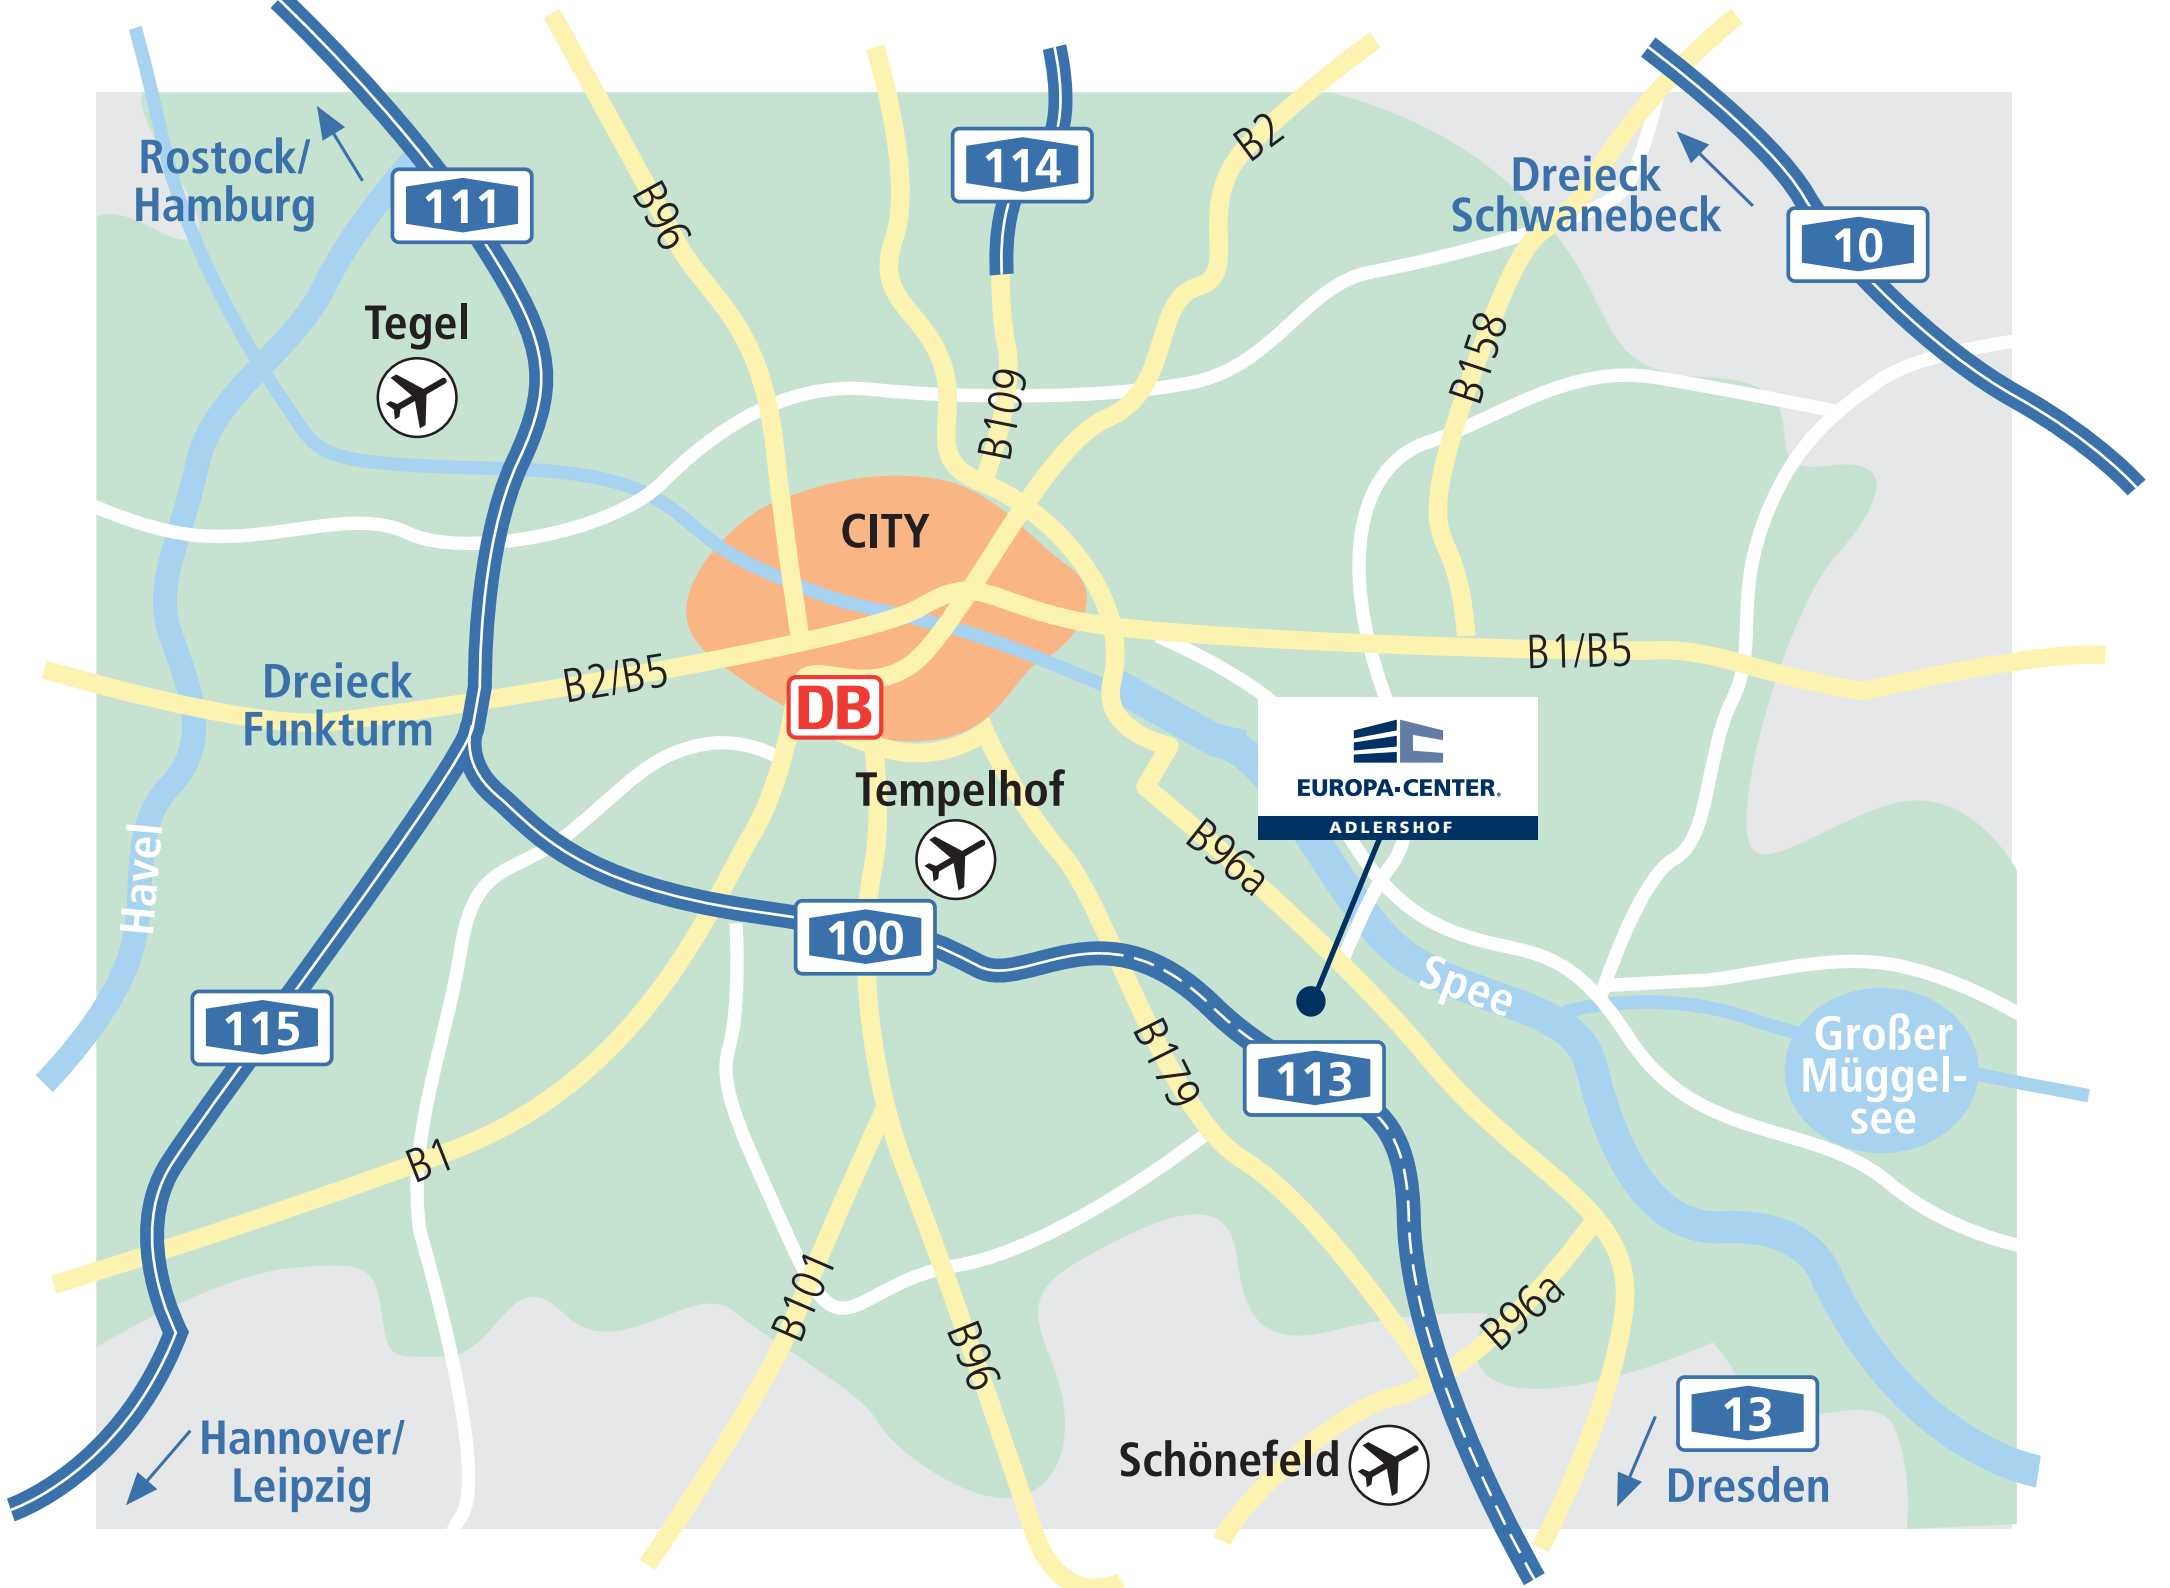 Rostock/
Hamburg
111
B96
114
B2
Dreieck
Schwanebeck
10
Tegel
B109
B158
CITY
B2/B5
B1/B5
Dreieck
Funkturm
DB
EUROPA-CENTER®
ADLERSHOF
Tempelhof
Havel
B96a
100
Spee
115
Großer
Müggel-
see
B179
113
B1
B101
B96
B96a
Hannover/
Leipzig
Schönefeld
13
Dresden